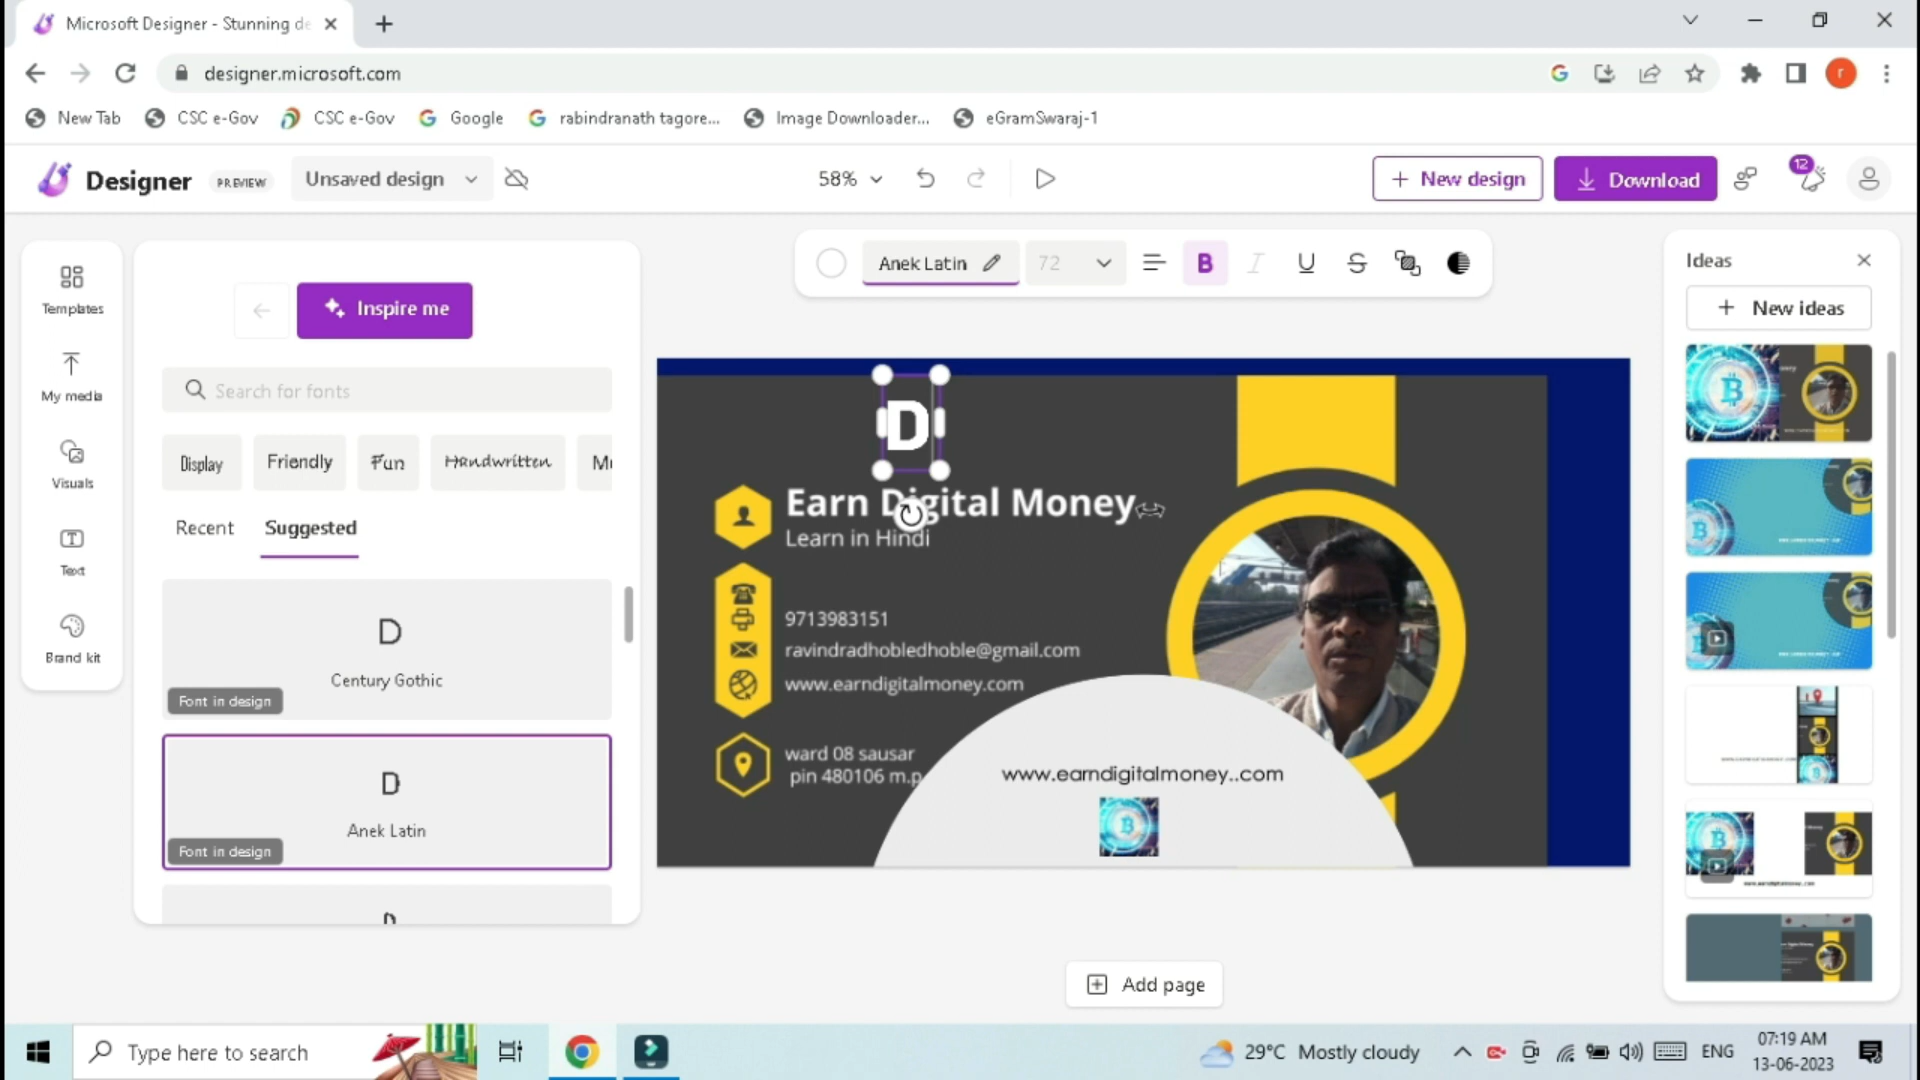 Microsoft Designer - Stunning de
designer.microsoft.com
New Tab
CSC e-Gov
CSC e-Gov
Google
rabindranath tagore...
Image Downloader...
eGramSwaraj-1
Designer
PREVIEW
Unsaved design
58%
New design
Download
12
r
Templates
My media
Visuals
Text
Brand kit
Inspire me
Search for fonts
Display
Friendly
Fun
Handwritten
Recent
Suggested
D
Century Gothic
Font in design
D
Anek Latin
Font in design
Anek Latin
72
B
D
Earn Digital Money
Learn in Hindi
9713983151
ravindradhobledhoble@gmail.com
www.earndigitalmoney.com
ward 08 sausar
pin 480106 m.p
www.earndigitalmoney..com
Add page
Ideas
New ideas
Type here to search
29°C Mostly cloudy
ENG
07:19 AM
13-06-2023